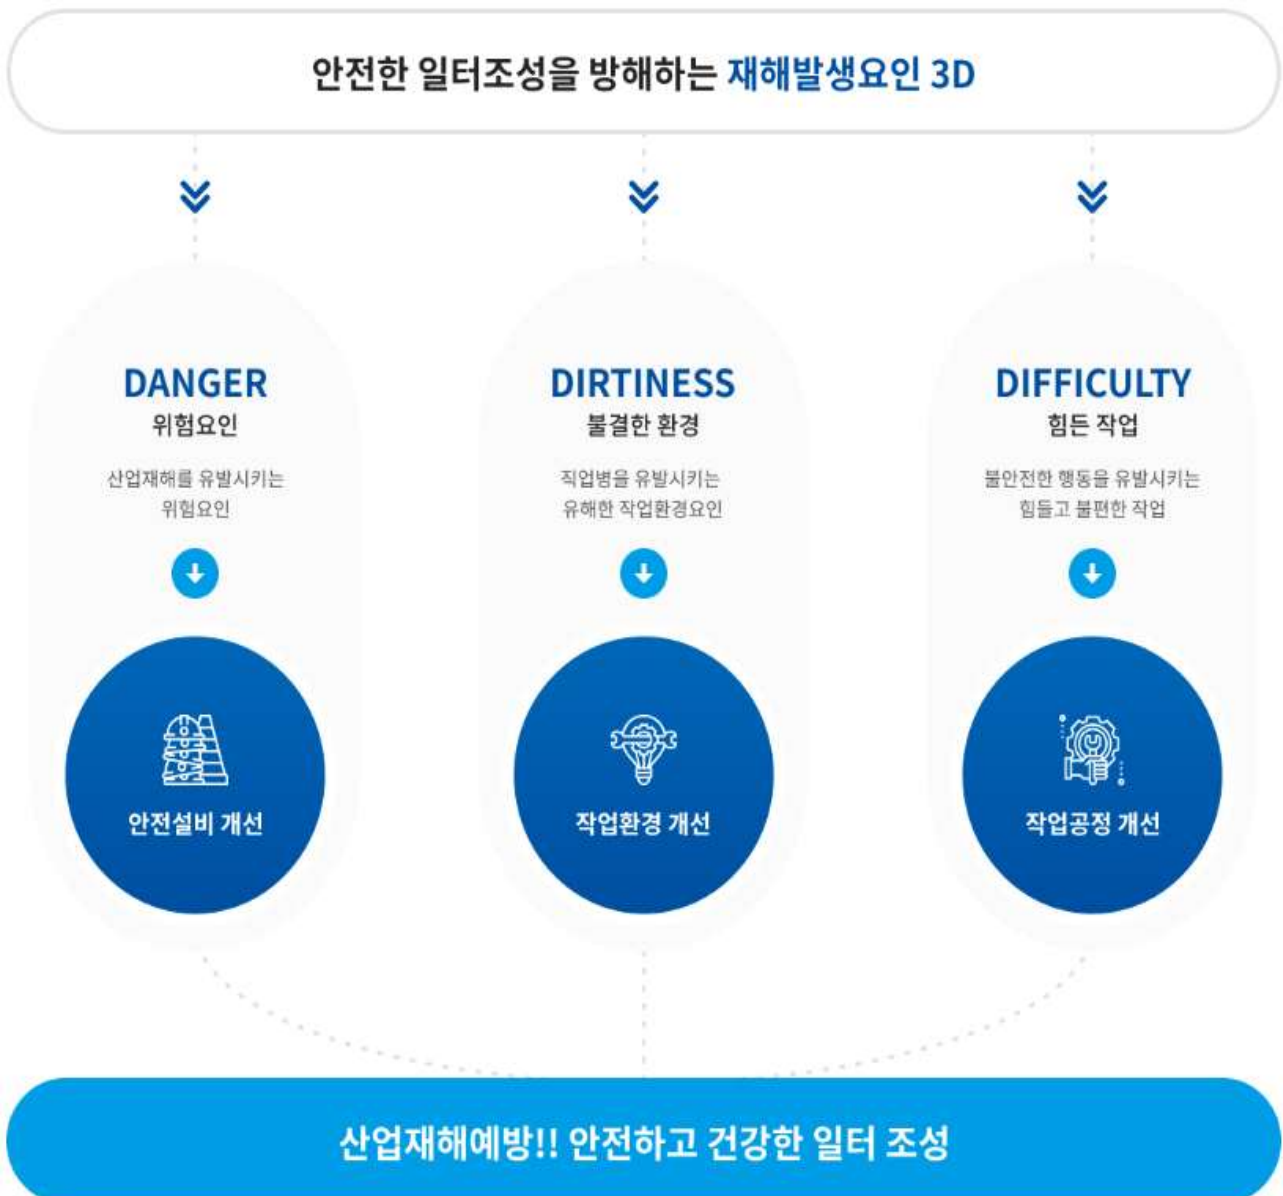 안전한 일터조성을 방해하는 재해발생요인 3D
DANGER
위험요인
산업재해를 유발시키는
위험요인
안전설비 개선
DIRTINESS
불결한 환경
직업병을 유발시키는
유해한 작업환경요인
작업환경 개선
DIFFICULTY
힘든 작업
불안전한 행동을 유발시키는
힘들고 불편한 작업
작업공정 개선
산업재해예방!! 안전하고 건강한 일터 조성